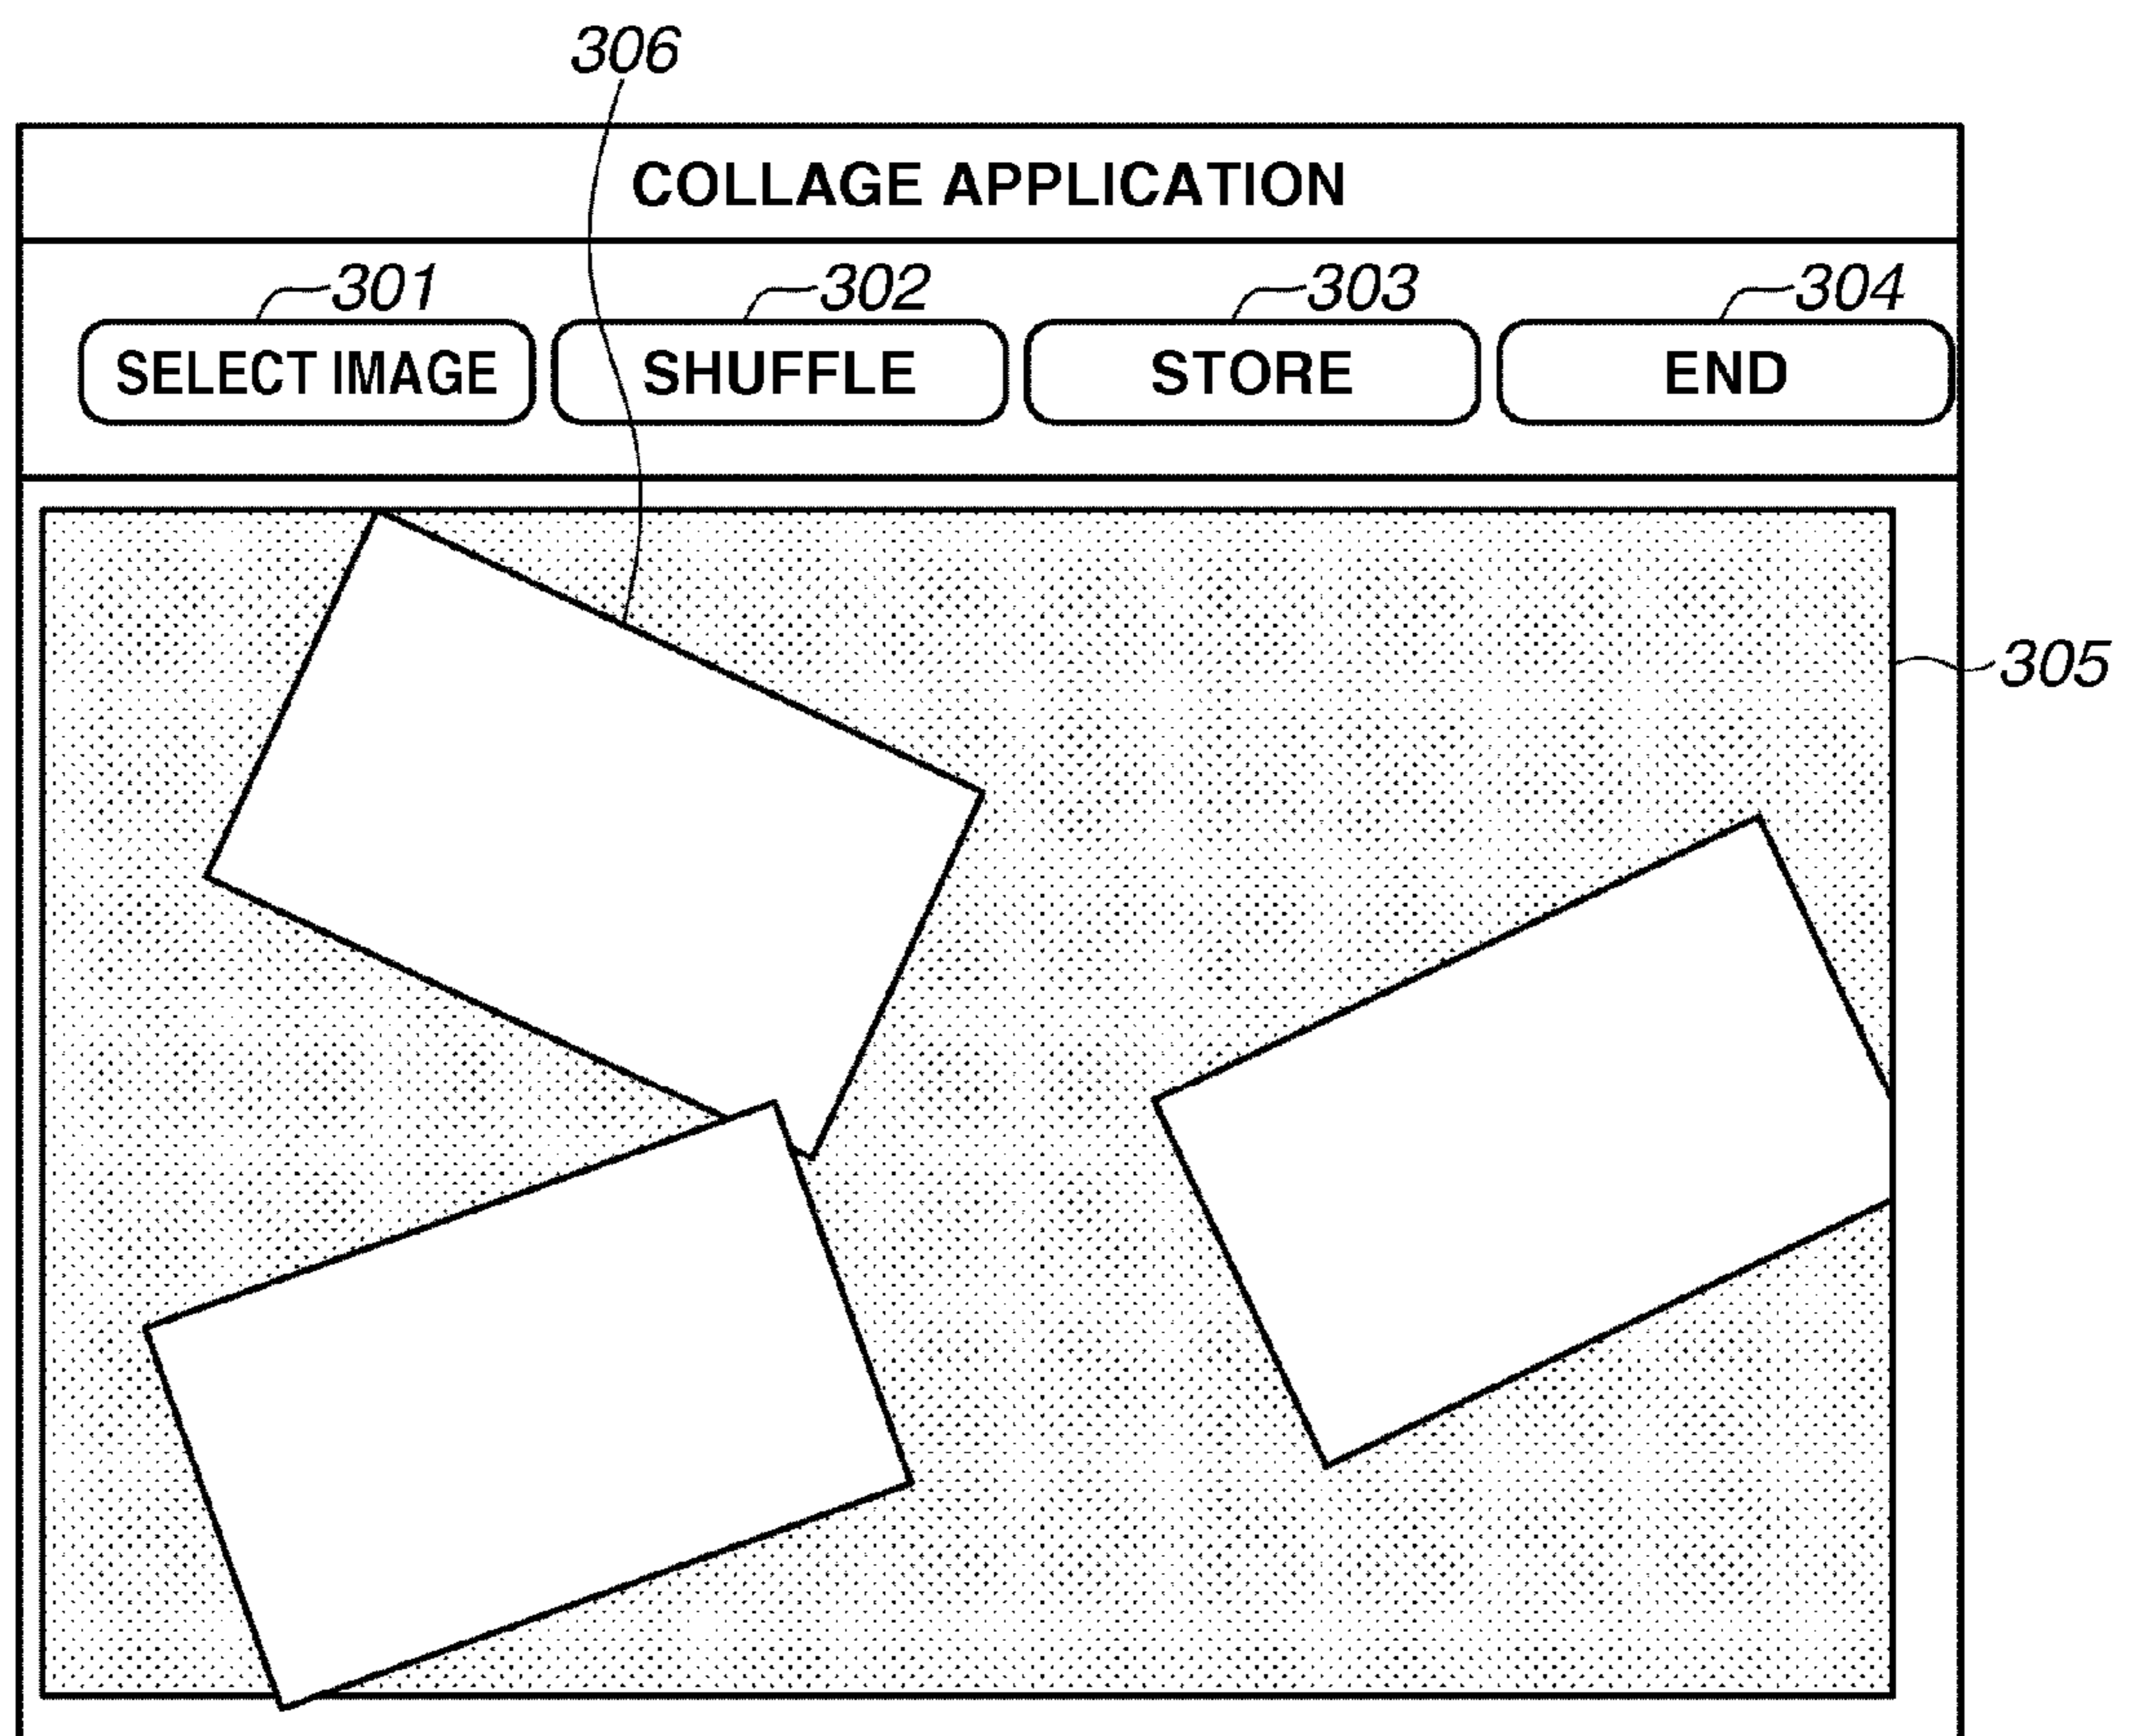 306
COLLAGE APPLICATION
301 302 303 304
SELECT IMAGE SHUFFLE STORE END
305